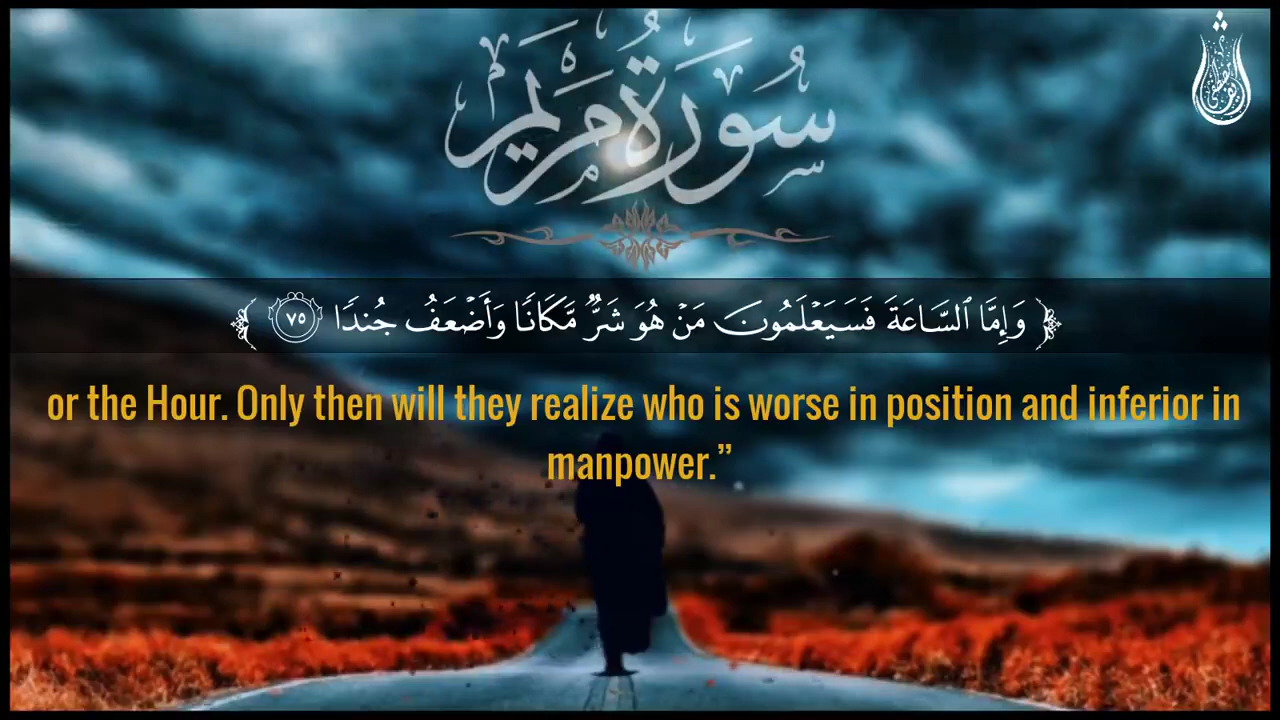 سورة مريم
﴿ وَإِمَّا ٱلسَّاعَةَ فَسَيَعْلَمُونَ مَنْ هُوَ شَرٌّ مَّكَانًا وَأَضْعَفُ جُندًا ٧٥ ﴾
or the Hour. Only then will they realize who is worse in position and inferior in
manpower.”